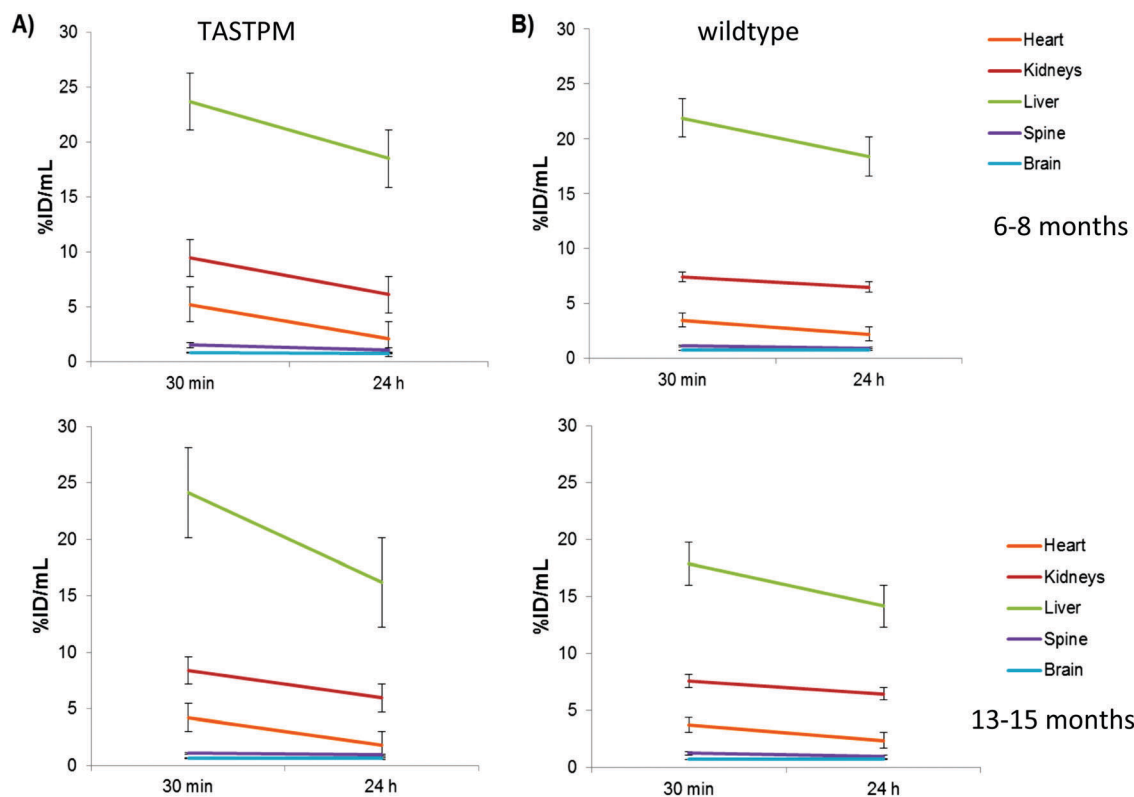 A) TASTPM
30
25
20
15
10
5
0
%ID/mL
30 min 24 h
B) wildtype
30
25
20
15
10
5
0
%ID/mL
30 min 24 h
Heart
Kidneys
Liver
Spine
Brain
6-8 months
30
25
20
15
10
5
0
%ID/mL
30 min 24 h
30
25
20
15
10
5
0
%ID/mL
30 min 24 h
Heart
Kidneys
Liver
Spine
Brain
13-15 months